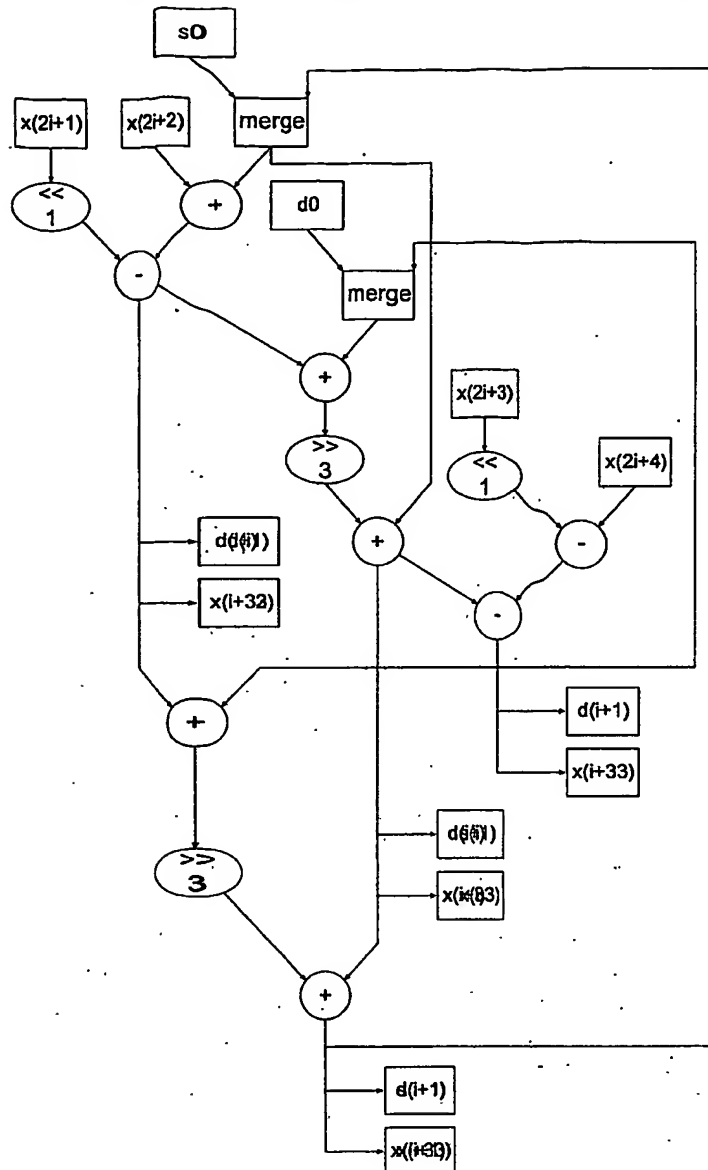 s0
x(2i+1)
x(2i+2)
merge
<<
1
+
d0
-
merge
+
x(2i+3)
>>
3
<<
1
x(2i+4)
+
-
-
+
d(i+1)
x(i+33)
>>
3
+
d(i+1)